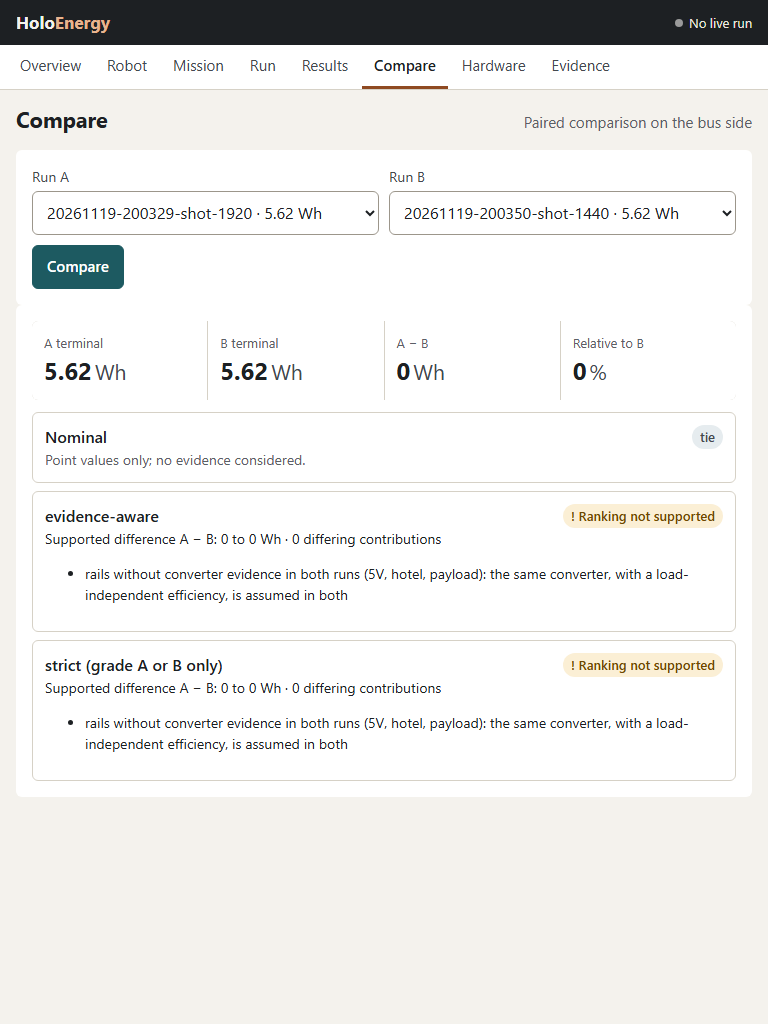 HoloEnergy
No live run
Overview Robot Mission Run Results Compare Hardware Evidence
Compare
Paired comparison on the bus side
Run A
Run B
20261119-200329-shot-1920 · 5.62 Wh
20261119-200350-shot-1440 · 5.62 Wh
Compare
A terminal
5.62 Wh
B terminal
5.62 Wh
A − B
0 Wh
Relative to B
0 %
Nominal
tie
Point values only; no evidence considered.
evidence-aware
! Ranking not supported
Supported difference A − B: 0 to 0 Wh · 0 differing contributions
• rails without converter evidence in both runs (5V, hotel, payload): the same converter, with a load-
independent efficiency, is assumed in both
strict (grade A or B only)
! Ranking not supported
Supported difference A − B: 0 to 0 Wh · 0 differing contributions
• rails without converter evidence in both runs (5V, hotel, payload): the same converter, with a load-
independent efficiency, is assumed in both